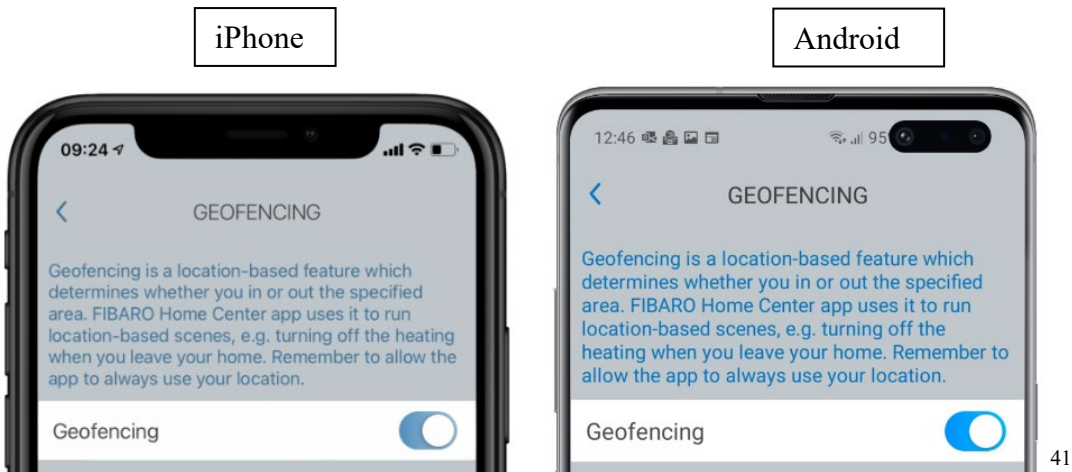 iPhone
Android
09:24
GEOFENCING
Geofencing is a location-based feature which
determines whether you in or out the specified
area. FIBARO Home Center app uses it to run
location-based scenes, e.g. turning off the heating
when you leave your home. Remember to allow the
app to always use your location.
Geofencing
12:46
95
GEOFENCING
Geofencing is a location-based feature which
determines whether you in or out the specified
area. FIBARO Home Center app uses it to run
location-based scenes, e.g. turning off the
heating when you leave your home. Remember to
allow the app to always use your location.
Geofencing
41